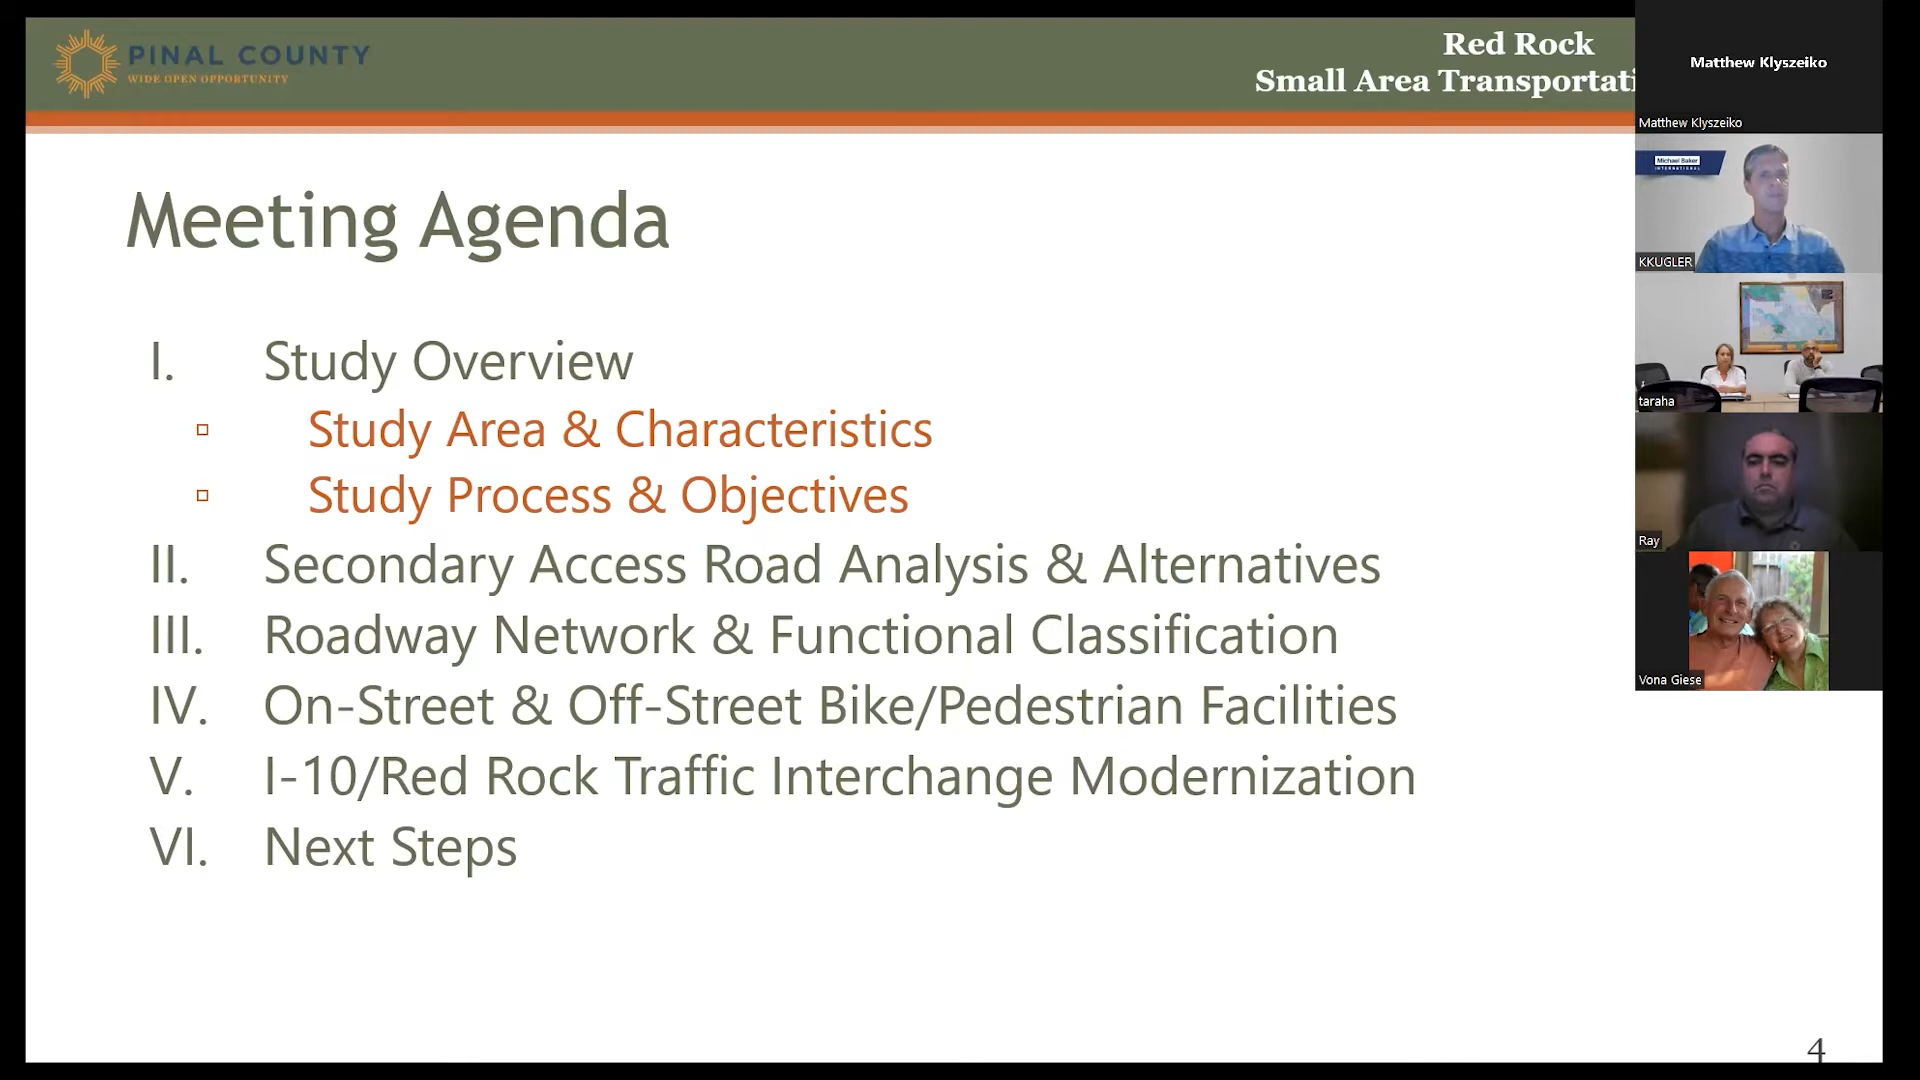 PINAL COUNTY
WIDE OPEN OPPORTUNITY
Red Rock
Small Area Transportati
Meeting Agenda
I. Study Overview
▫ Study Area & Characteristics
▫ Study Process & Objectives
II. Secondary Access Road Analysis & Alternatives
III. Roadway Network & Functional Classification
IV. On-Street & Off-Street Bike/Pedestrian Facilities
V. I-10/Red Rock Traffic Interchange Modernization
VI. Next Steps
4
Matthew Klyszeiko
Matthew Klyszeiko
Michael Baker
INTERNATIONAL
KKUGLER
taraha
Ray
Vona Giese